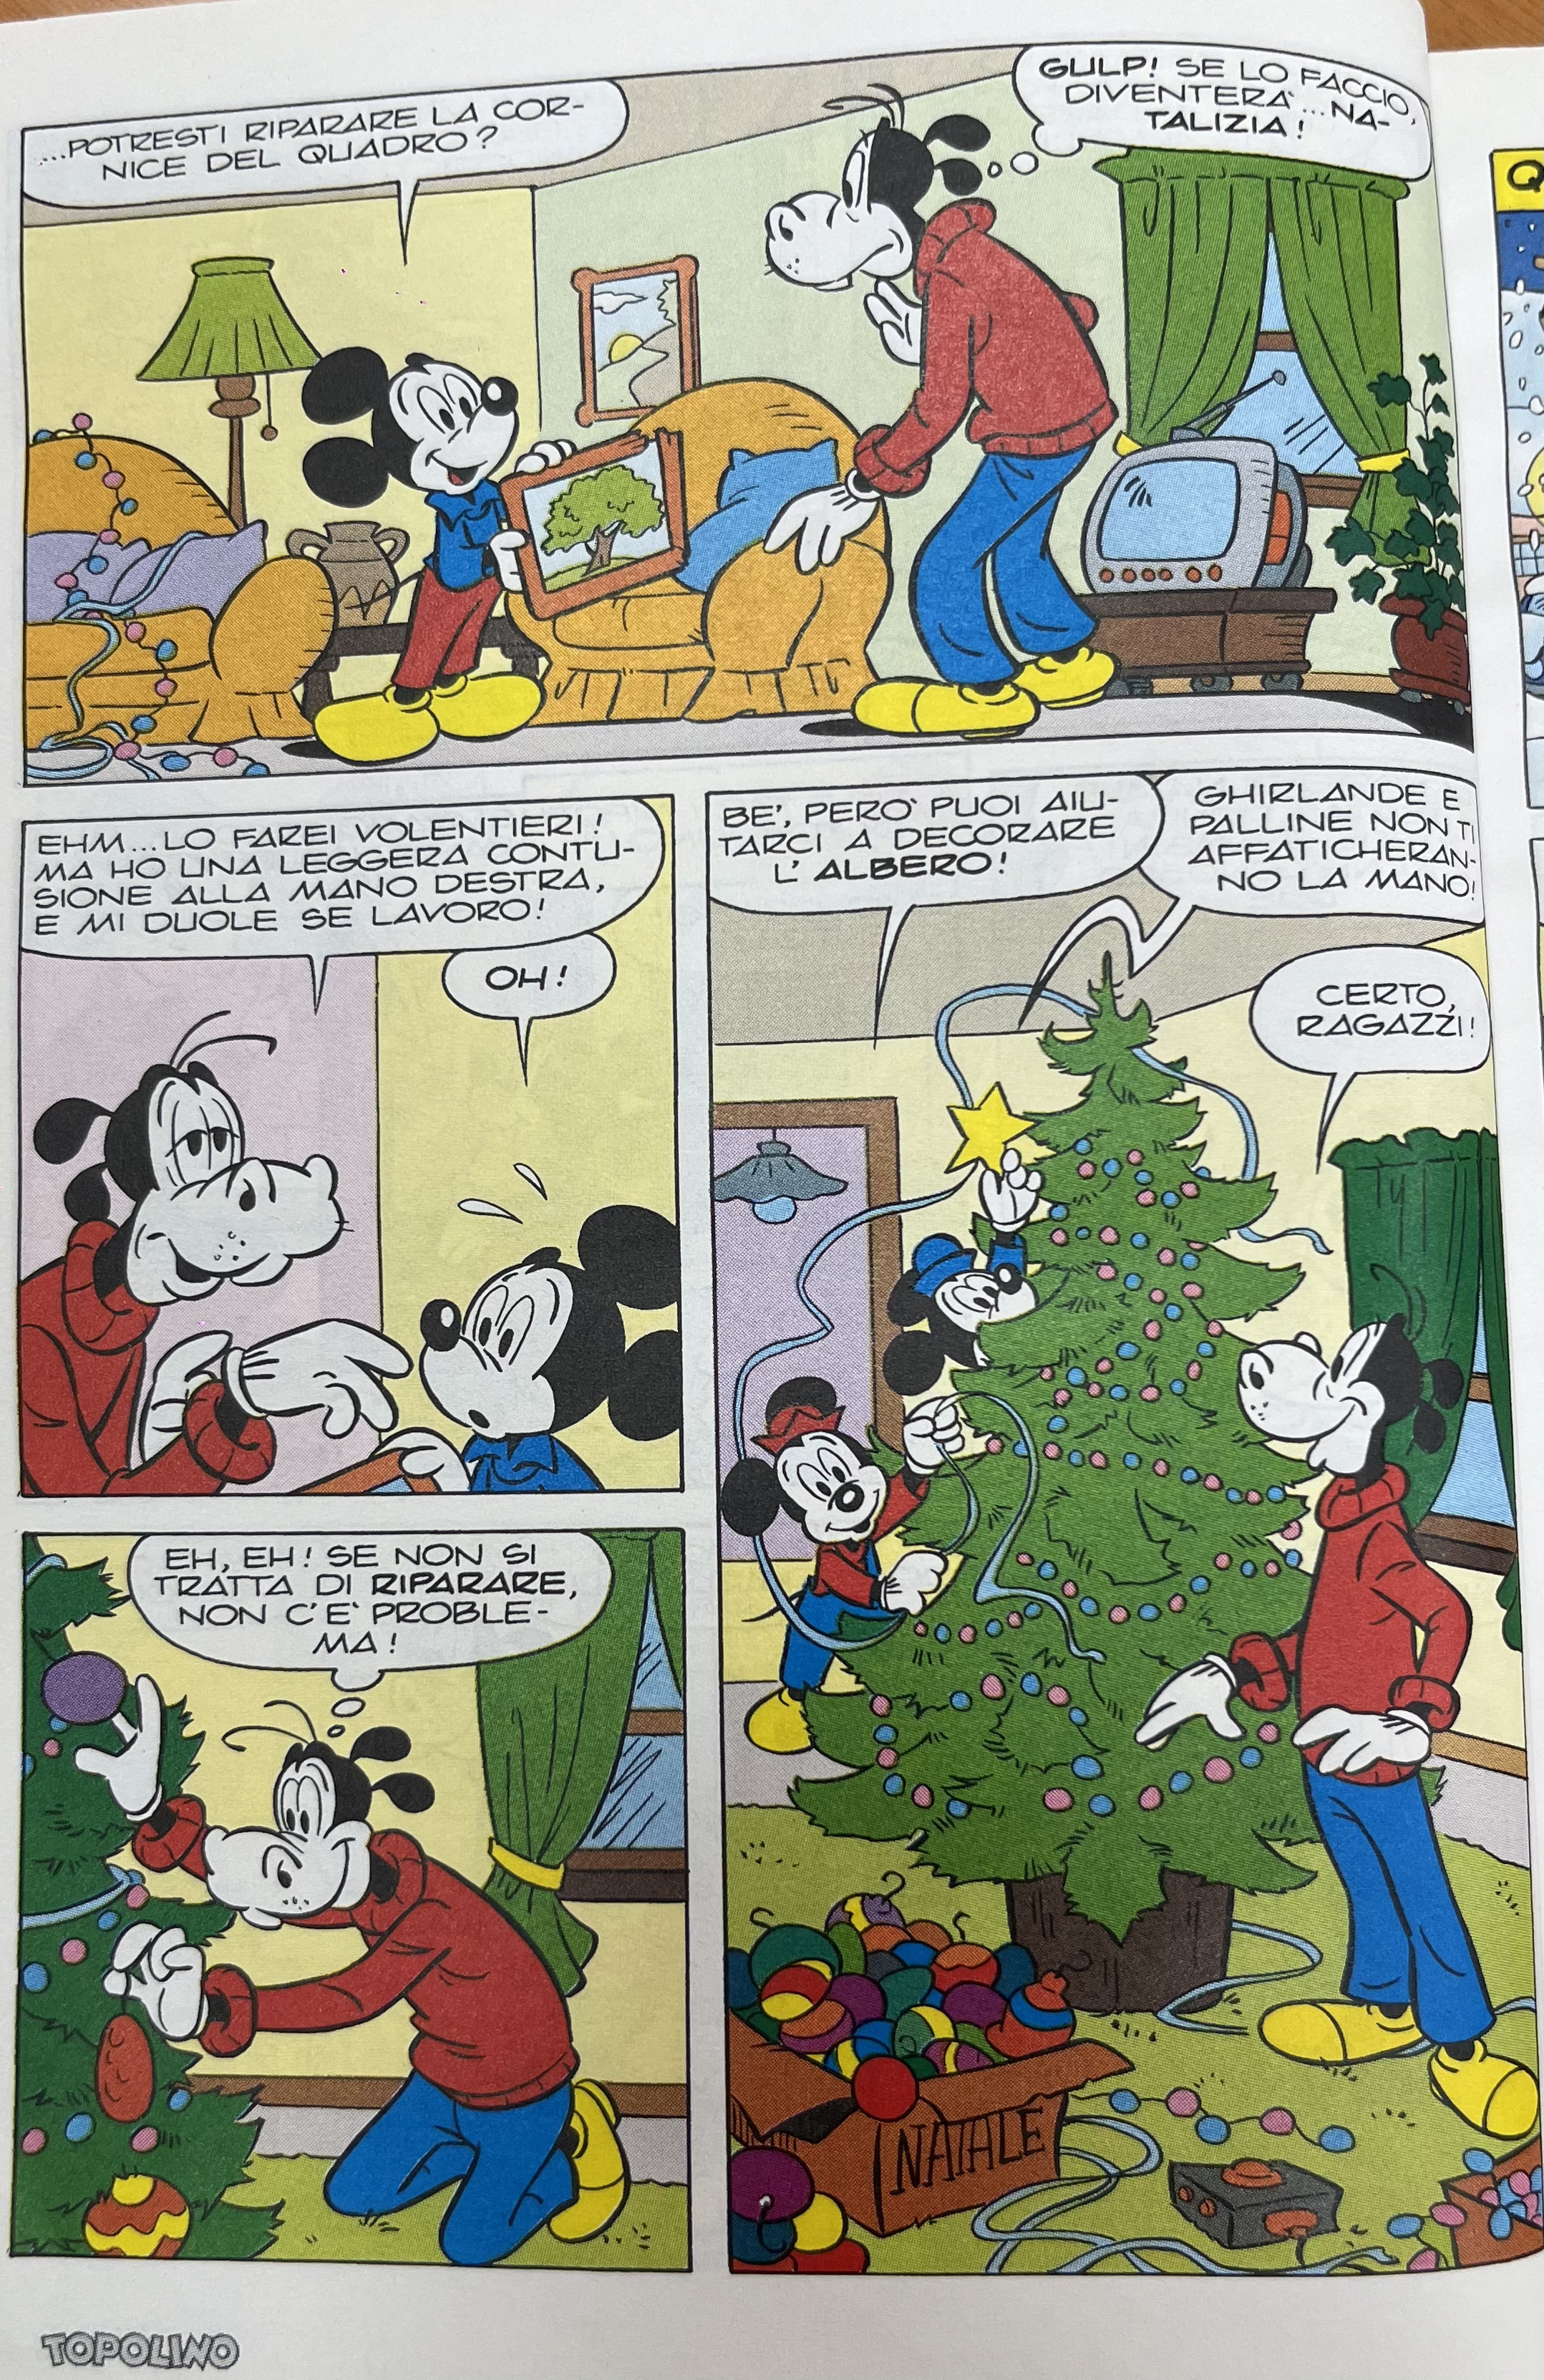 ...POTRESTI RIPARARE LA COR-
NICE DEL QUADRO?
GULP! SE LO FACCIO,
DIVENTERA'...NA-
TALIZIA!
EHM...LO FAREI VOLENTIERI!
MA HO UNA LEGGERA CONTU-
SIONE ALLA MANO DESTRA,
E MI DUOLE SE LAVORO!
OH!
BE', PERO' PUOI AIU-
TARCI A DECORARE
L'ALBERO!
GHIRLANDE E
PALLINE NON TI
AFFATICHERAN-
NO LA MANO!
CERTO,
RAGAZZI!
NATALE
EH, EH! SE NON SI
TRATTA DI RIPARARE,
NON C'E' PROBLE-
MA!
TOPOLINO